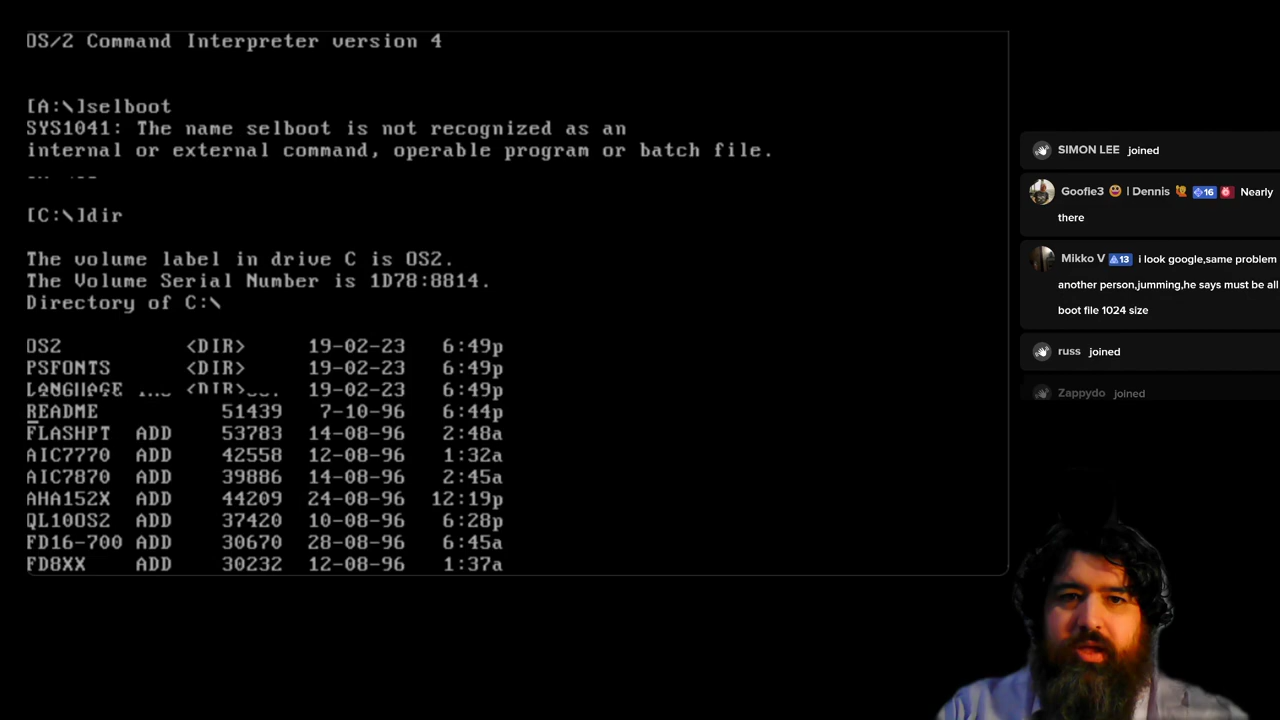 OS/2 Command Interpreter version 4
[A:\]selboot
SYS1041: The name selboot is not recognized as an
internal or external command, operable program or batch file.
[C:\]dir
The volume label in drive C is OS2.
The Volume Serial Number is 1D78:8814.
Directory of C:\
OS2 <DIR> 19-02-23 6:49p
PSFONTS <DIR> 19-02-23 6:49p
LANGUAGE <DIR> 19-02-23 6:49p
README 51439 7-10-96 6:44p
FLASHPT ADD 53783 14-08-96 2:48a
AIC7770 ADD 42558 12-08-96 1:32a
AIC7870 ADD 39886 14-08-96 2:45a
AHA152X ADD 44209 24-08-96 12:19p
QL10OS2 ADD 37420 10-08-96 6:28p
FD16-700 ADD 30670 28-08-96 6:45a
FD8XX ADD 30232 12-08-96 1:37a
SIMON LEE joined
Goofie3 😃 | Dennis 16 Nearly
there
Mikko V 13 i look google,same problem
another person,jumming,he says must be all
boot file 1024 size
russ joined
Zappydo joined